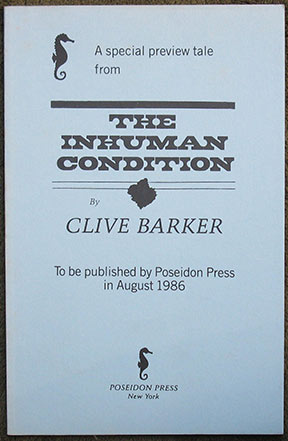 A special preview tale
from
THE
INHUMAN
CONDITION
By
CLIVE BARKER
To be published by Poseidon Press
in August 1986
POSEIDON PRESS
New York